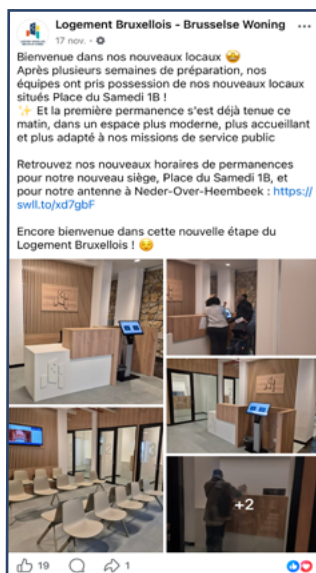 Logement Bruxellois - Brusselse Woning ...
17 nov.
Bienvenue dans nos nouveaux locaux 🤩
Après plusieurs semaines de préparation, nos
équipes ont pris possession de nos nouveaux locaux
situés Place du Samedi 1B !
✨ Et la première permanence s'est déjà tenue ce
matin, dans un espace plus moderne, plus accueillant
et plus adapté à nos missions de service public
Retrouvez nos nouveaux horaires de permanences
pour notre nouveau siège, Place du Samedi 1B, et
pour notre antenne à Neder-Over-Heembeek : https://
swll.to/xd7gbF
Encore bienvenue dans cette nouvelle étape du
Logement Bruxellois ! 😉
+2
19
1